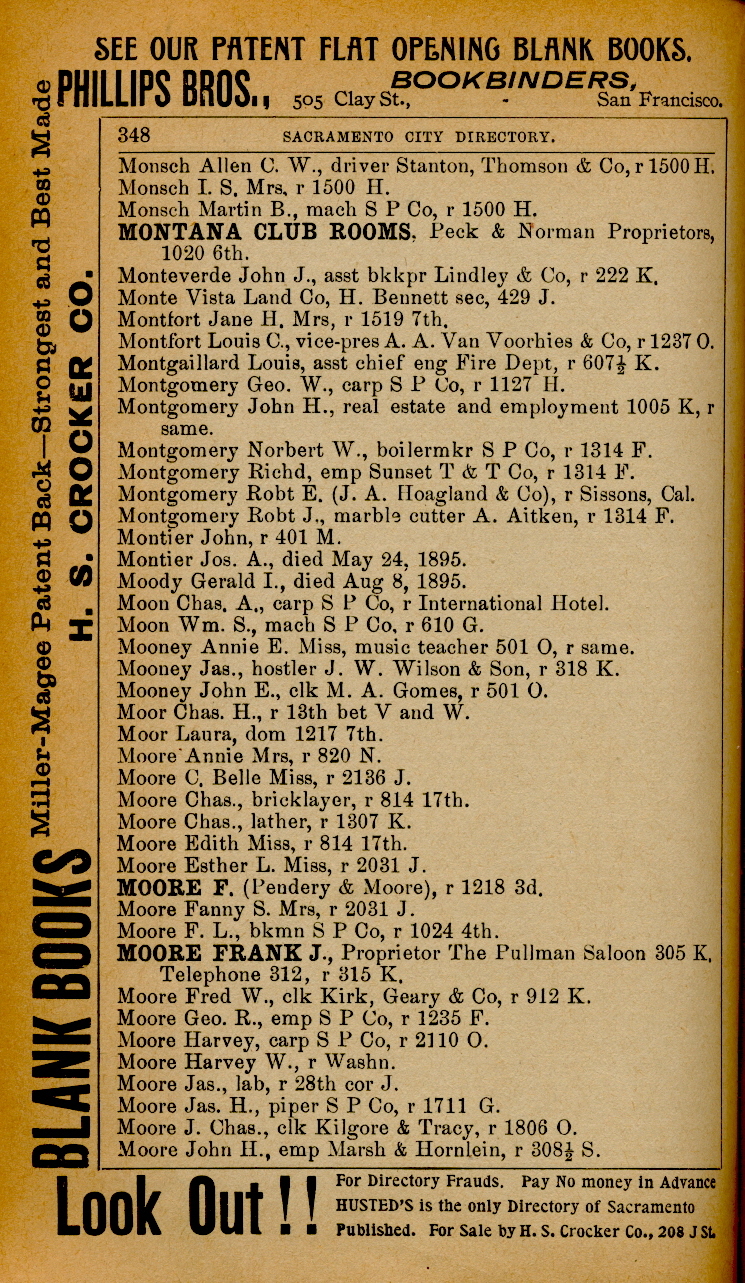 SEE OUR PATENT FLAT OPENING BLANK BOOKS.
PHILLIPS BROS., BOOKBINDERS,
505 Clay St., - San Francisco.
348 SACRAMENTO CITY DIRECTORY.
Monsch Allen C. W., driver Stanton, Thomson & Co, r 1500 H.
Monsch I. S. Mrs, r 1500 H.
Monsch Martin B., mach S P Co, r 1500 H.
MONTANA CLUB ROOMS, Peck & Norman Proprietors,
1020 6th.
Monteverde John J., asst bkkpr Lindley & Co, r 222 K.
Monte Vista Land Co, H. Bennett sec, 429 J.
Montfort Jane H. Mrs, r 1519 7th.
Montfort Louis C., vice-pres A. A. Van Voorhies & Co, r 1237 O.
Montgaillard Louis, asst chief eng Fire Dept, r 607½ K.
Montgomery Geo. W., carp S P Co, r 1127 H.
Montgomery John H., real estate and employment 1005 K, r
same.
Montgomery Norbert W., boilermkr S P Co, r 1314 F.
Montgomery Richd, emp Sunset T & T Co, r 1314 F.
Montgomery Robt E. (J. A. Hoagland & Co), r Sissons, Cal.
Montgomery Robt J., marble cutter A. Aitken, r 1314 F.
Montier John, r 401 M.
Montier Jos. A., died May 24, 1895.
Moody Gerald I., died Aug 8, 1895.
Moon Chas. A., carp S P Co, r International Hotel.
Moon Wm. S., mach S P Co, r 610 G.
Mooney Annie E. Miss, music teacher 501 O, r same.
Mooney Jas., hostler J. W. Wilson & Son, r 318 K.
Mooney John E., clk M. A. Gomes, r 501 O.
Moor Chas. H., r 13th bet V and W.
Moor Laura, dom 1217 7th.
Moore Annie Mrs, r 820 N.
Moore C. Belle Miss, r 2136 J.
Moore Chas., bricklayer, r 814 17th.
Moore Chas., lather, r 1307 K.
Moore Edith Miss, r 814 17th.
Moore Esther L. Miss, r 2031 J.
MOORE F. (Pendery & Moore), r 1218 3d.
Moore Fanny S. Mrs, r 2031 J.
Moore F. L., bkmn S P Co, r 1024 4th.
MOORE FRANK J., Proprietor The Pullman Saloon 305 K,
Telephone 312, r 315 K.
Moore Fred W., clk Kirk, Geary & Co, r 912 K.
Moore Geo. R., emp S P Co, r 1235 F.
Moore Harvey, carp S P Co, r 2110 O.
Moore Harvey W., r Washn.
Moore Jas., lab, r 28th cor J.
Moore Jas. H., piper S P Co, r 1711 G.
Moore J. Chas., clk Kilgore & Tracy, r 1806 O.
Moore John H., emp Marsh & Hornlein, r 308½ S.
BLANK BOOKS
Miller-Magee Patent Back—Strongest and Best Made
H. S. CROCKER CO.
Look Out!!
For Directory Frauds. Pay No money in Advance
HUSTED'S is the only Directory of Sacramento
Published. For Sale by H. S. Crocker Co., 208 J St.